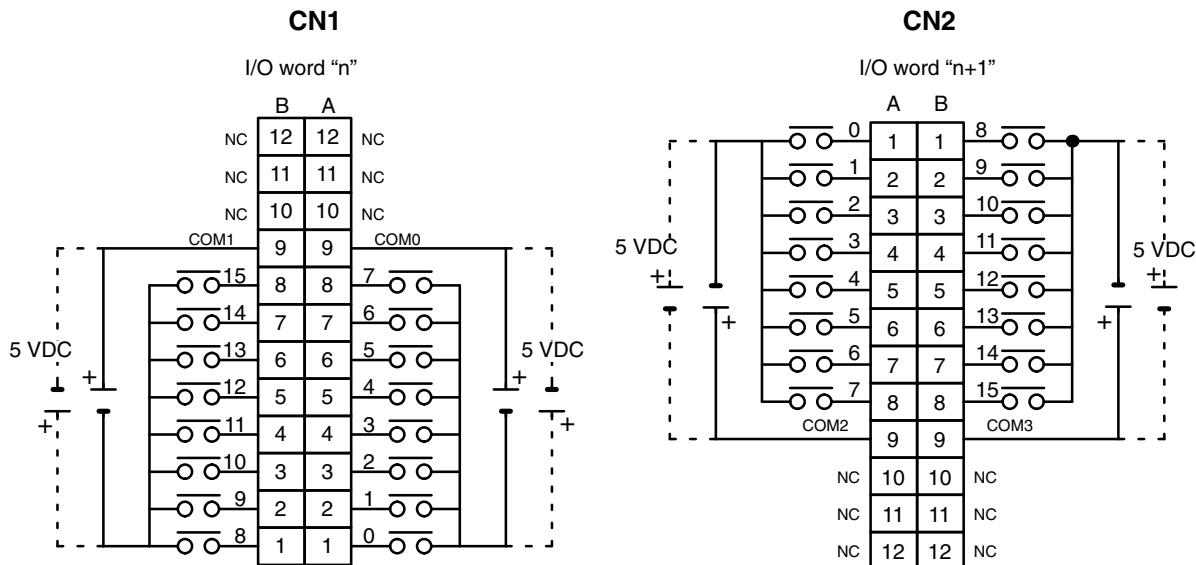 CN1
I/O word “n”
B A
NC 12 12 NC
NC 11 11 NC
NC 10 10 NC
COM1 9 9 COM0
15 8 8 7
14 7 7 6
13 6 6 5
5 VDC 5 VDC
+ +
12 5 5 4
+ +
11 4 4 3
10 3 3 2
9 2 2 1
8 1 1 0
CN2
I/O word “n+1”
A B
0 1 1 8
1 2 2 9
2 3 3 10
3 4 4 11
5 VDC 5 VDC
+ +
4 5 5 12
+ +
5 6 6 13
6 7 7 14
7 8 8 15
COM2 9 9 COM3
NC 10 10 NC
NC 11 11 NC
NC 12 12 NC